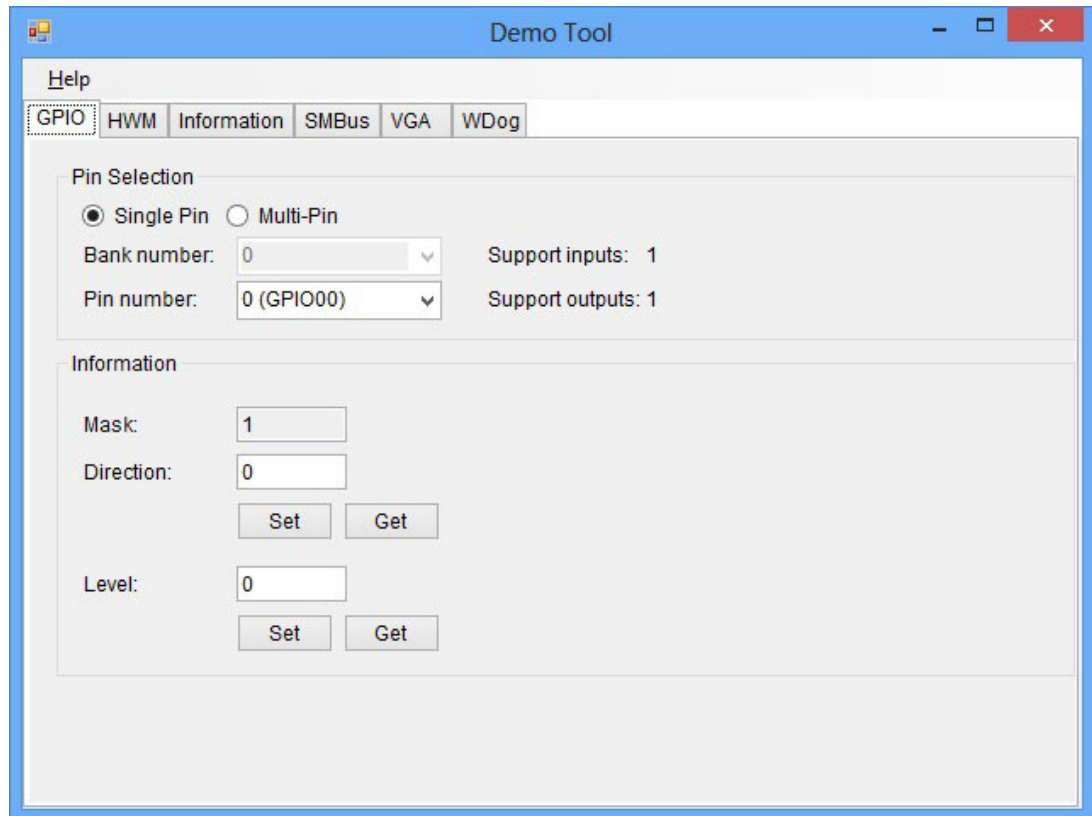 Demo Tool
Help
GPIO HWM Information SMBus VGA WDog
Pin Selection
Single Pin Multi-Pin
Bank number: 0 Support inputs: 1
Pin number: 0 (GPIO00) Support outputs: 1
Information
Mask: 1
Direction: 0
Set Get
Level: 0
Set Get